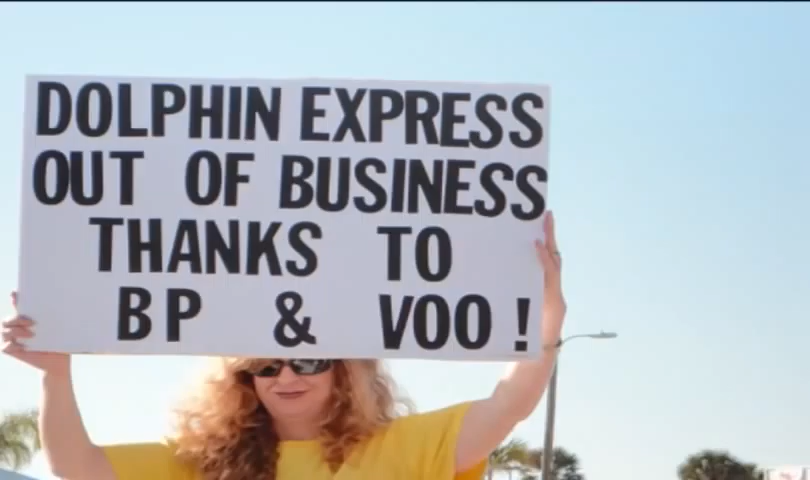 DOLPHIN EXPRESS
OUT OF BUSINESS
THANKS TO
BP & VOO !